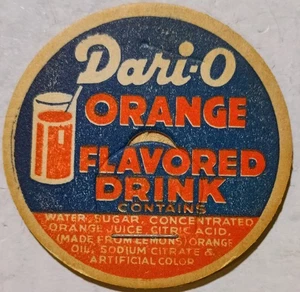 Dari-O
ORANGE
FLAVORED
DRINK
CONTAINS
WATER, SUGAR, CONCENTRATED
ORANGE JUICE, CITRIC ACID,
(MADE FROM LEMONS) ORANGE
OIL, SODIUM CITRATE &
ARTIFICIAL COLOR